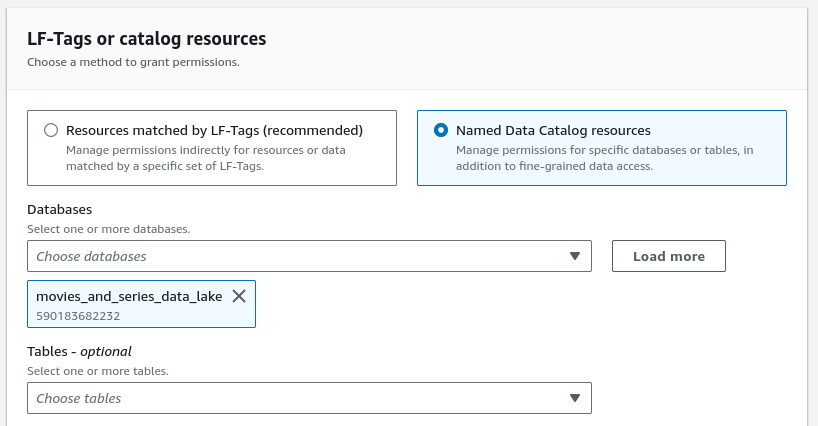 LF-Tags or catalog resources
Choose a method to grant permissions.
Resources matched by LF-Tags (recommended)
Manage permissions indirectly for resources or data
matched by a specific set of LF-Tags.
Named Data Catalog resources
Manage permissions for specific databases or tables, in
addition to fine-grained data access.
Databases
Select one or more databases.
Choose databases
Load more
movies_and_series_data_lake
590183682232
Tables - optional
Select one or more tables.
Choose tables